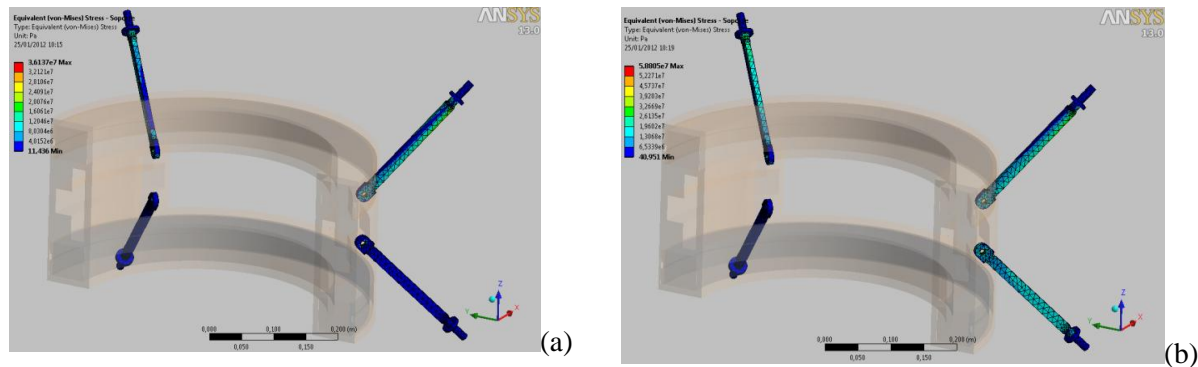 Equivalent (von-Mises) Stress - Sopo
Type: Equivalent (von-Mises) Stress
Unit: Pa
25/01/2012 18:15
3,6137e7 Max
3,2121e7
2,8106e7
2,4091e7
2,0076e7
1,6061e7
1,2046e7
8,0304e6
4,0152e6
11,436 Min
ANSYS
13.0
Z
Y
X
0,000 0,100 0,200 (m)
0,050 0,150
(a)
Equivalent (von-Mises) Stress - Sop
Type: Equivalent (von-Mises) Stress
Unit: Pa
25/01/2012 18:19
5,8805e7 Max
5,2271e7
4,5737e7
3,9203e7
3,2669e7
2,6135e7
1,9602e7
1,3068e7
6,5339e6
40,951 Min
ANSYS
13.0
Z
Y
X
0,000 0,100 0,200 (m)
0,050 0,150
(b)